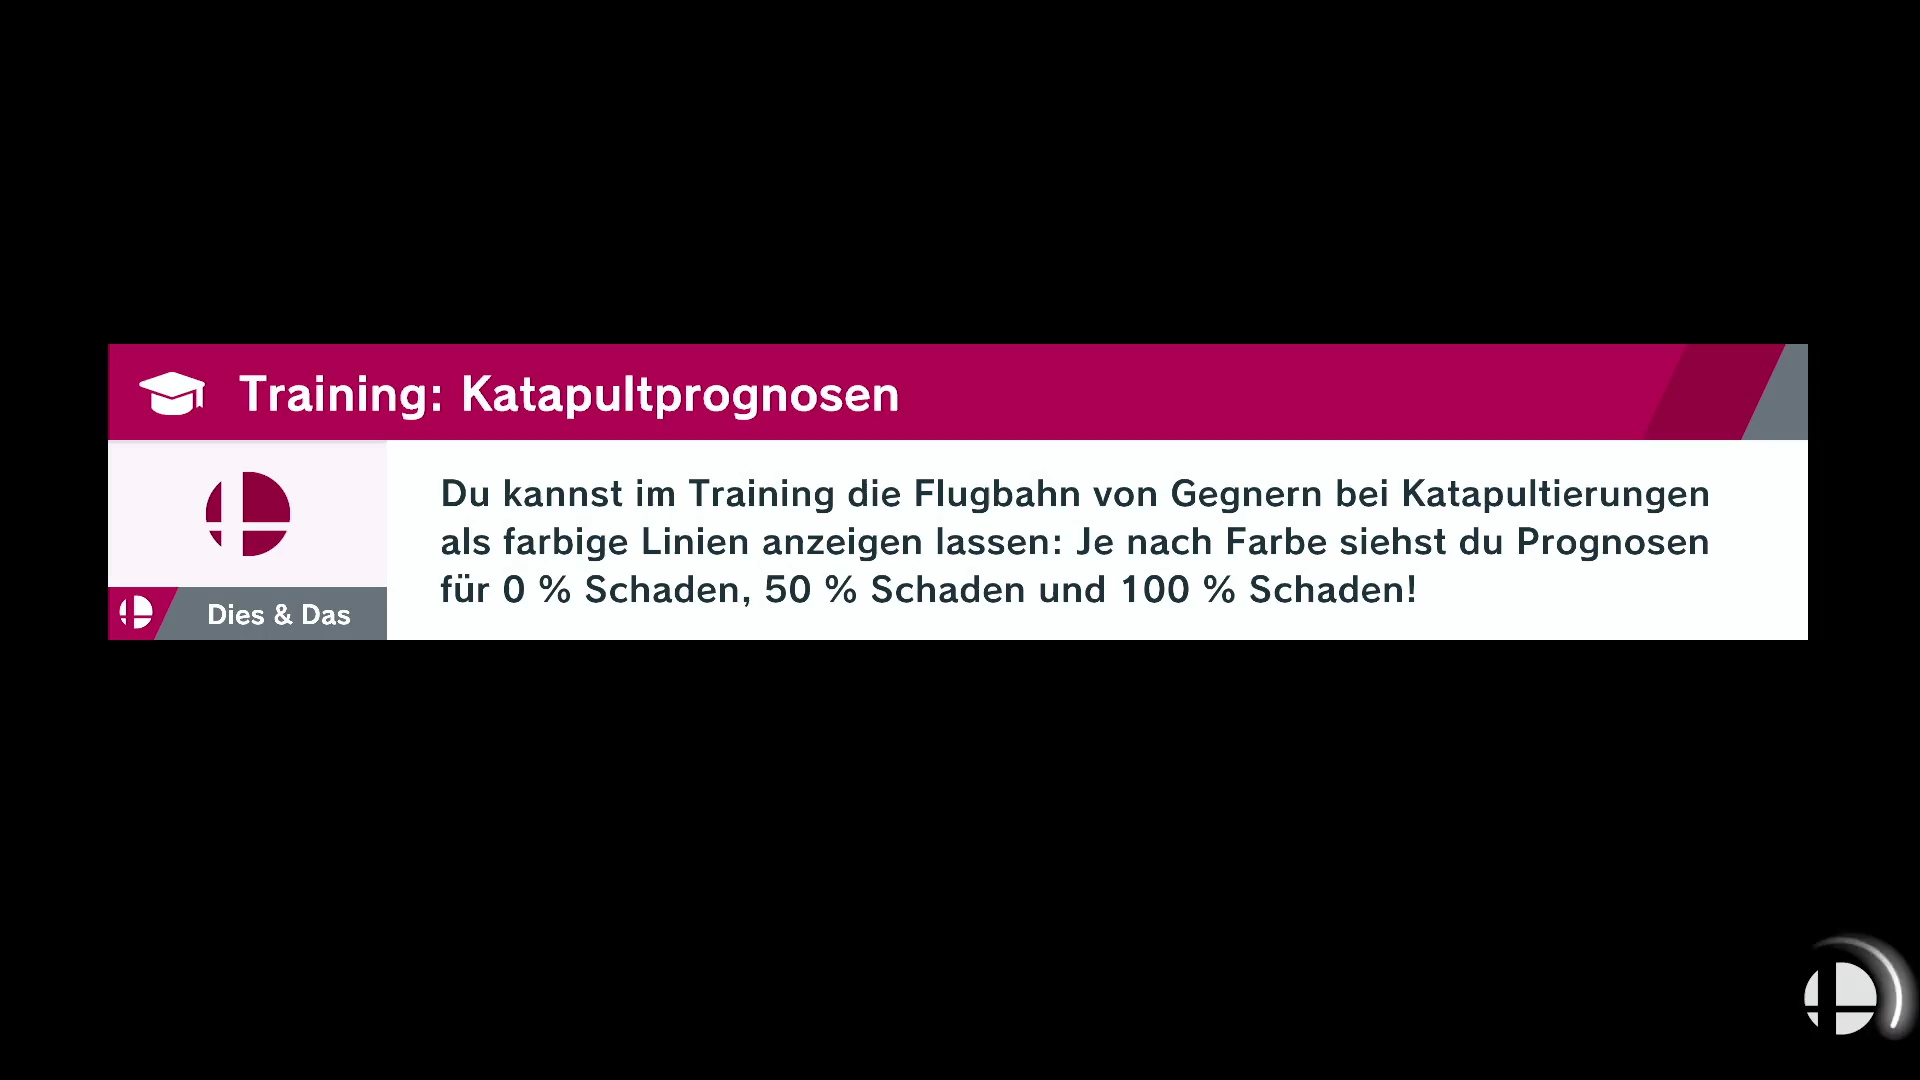 Training: Katapultprognosen
Du kannst im Training die Flugbahn von Gegnern bei Katapultierungen
als farbige Linien anzeigen lassen: Je nach Farbe siehst du Prognosen
für 0 % Schaden, 50 % Schaden und 100 % Schaden!
Dies & Das